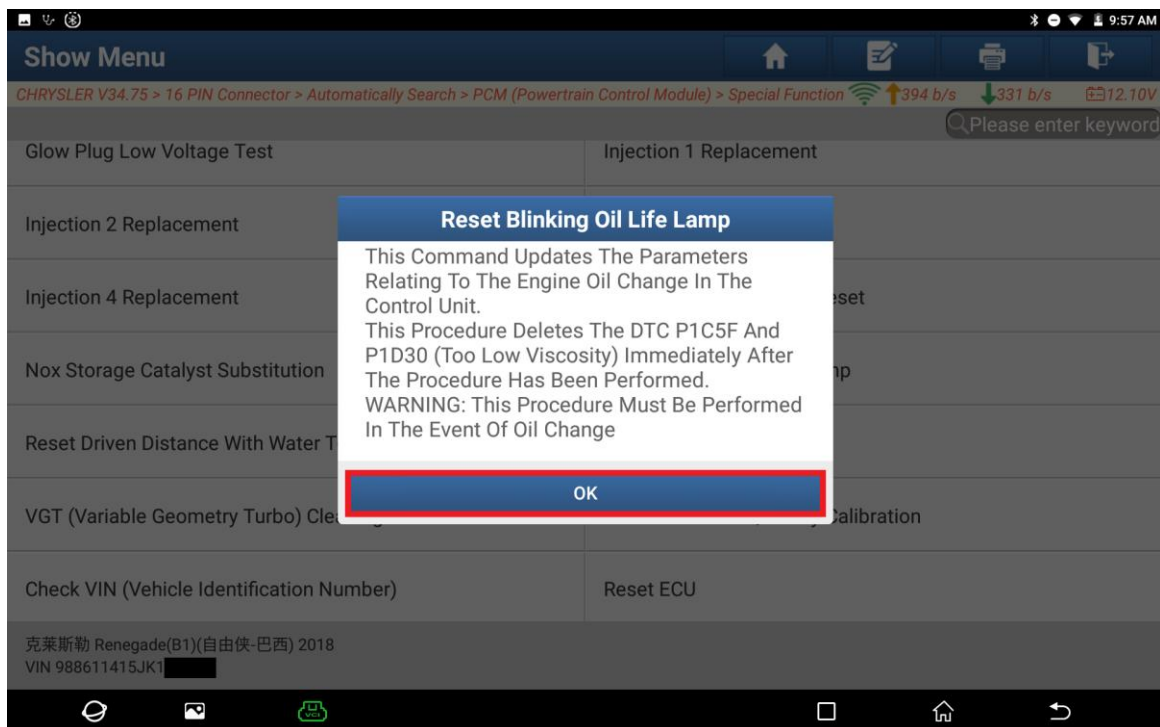 9:57 AM
Show Menu
CHRYSLER V34.75 > 16 PIN Connector > Automatically Search > PCM (Powertrain Control Module) > Special Function 394 b/s 331 b/s 12.10V
Please enter keyword
Glow Plug Low Voltage Test Injection 1 Replacement
Injection 2 Replacement
Reset Blinking Oil Life Lamp
This Command Updates The Parameters
Relating To The Engine Oil Change In The
Control Unit.
This Procedure Deletes The DTC P1C5F And
P1D30 (Too Low Viscosity) Immediately After
The Procedure Has Been Performed.
WARNING: This Procedure Must Be Performed
In The Event Of Oil Change
OK
Injection 4 Replacement
Nox Storage Catalyst Substitution
Reset Driven Distance With Water
VGT (Variable Geometry Turbo) Calibration
Check VIN (Vehicle Identification Number) Reset ECU
克莱斯勒 Renegade(B1)(自由侠-巴西) 2018
VIN 988611415JK1
VCI